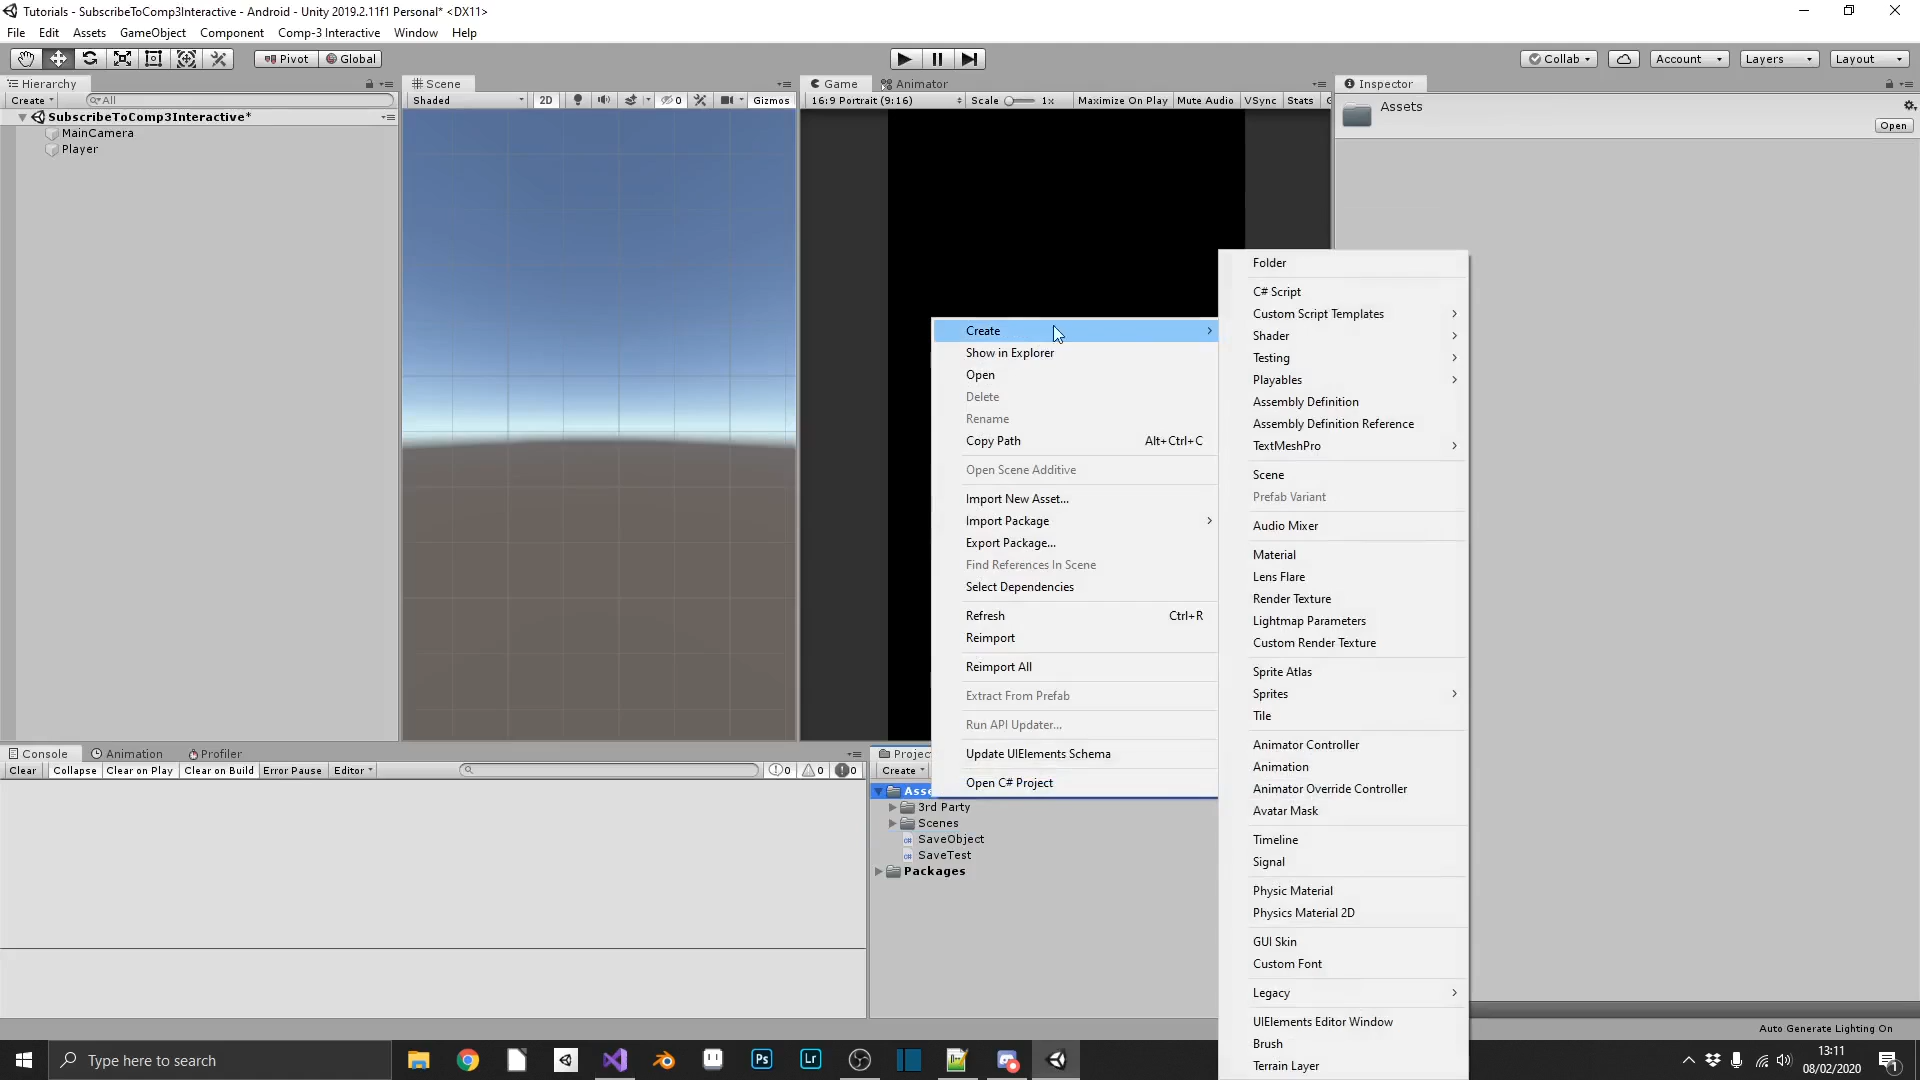 Tutorials - SubscribeToComp3Interactive - Android - Unity 2019.2.11f1 Personal* <DX11>
File Edit Assets GameObject Component Comp-3 Interactive Window Help
Pivot Global Collab Account Layers Layout
Hierarchy Scene Game Animator Inspector
Create All Shaded 2D 0 Gizmos 16:9 Portrait (9:16) Scale 1x Maximize On Play Mute Audio VSync Stats G
Assets
Open
SubscribeToComp3Interactive*
MainCamera
Player
Create
Show in Explorer
Open
Delete
Rename
Copy Path Alt+Ctrl+C
Open Scene Additive
Import New Asset...
Import Package
Export Package...
Find References In Scene
Select Dependencies
Refresh Ctrl+R
Reimport
Reimport All
Extract From Prefab
Run API Updater...
Update UIElements Schema
Open C# Project
Folder
C# Script
Custom Script Templates
Shader
Testing
Playables
Assembly Definition
Assembly Definition Reference
TextMeshPro
Scene
Prefab Variant
Audio Mixer
Material
Lens Flare
Render Texture
Lightmap Parameters
Custom Render Texture
Sprite Atlas
Sprites
Tile
Animator Controller
Animation
Animator Override Controller
Avatar Mask
Timeline
Signal
Physic Material
Physics Material 2D
GUI Skin
Custom Font
Legacy
UIElements Editor Window
Brush
Terrain Layer
Console Animation Profiler
Clear Collapse Clear on Play Clear on Build Error Pause Editor 0 0 0
Project
Create
Asse
3rd Party
Scenes
SaveObject
SaveTest
Packages
Auto Generate Lighting On
Type here to search
Ps Lr
13:11
08/02/2020
1